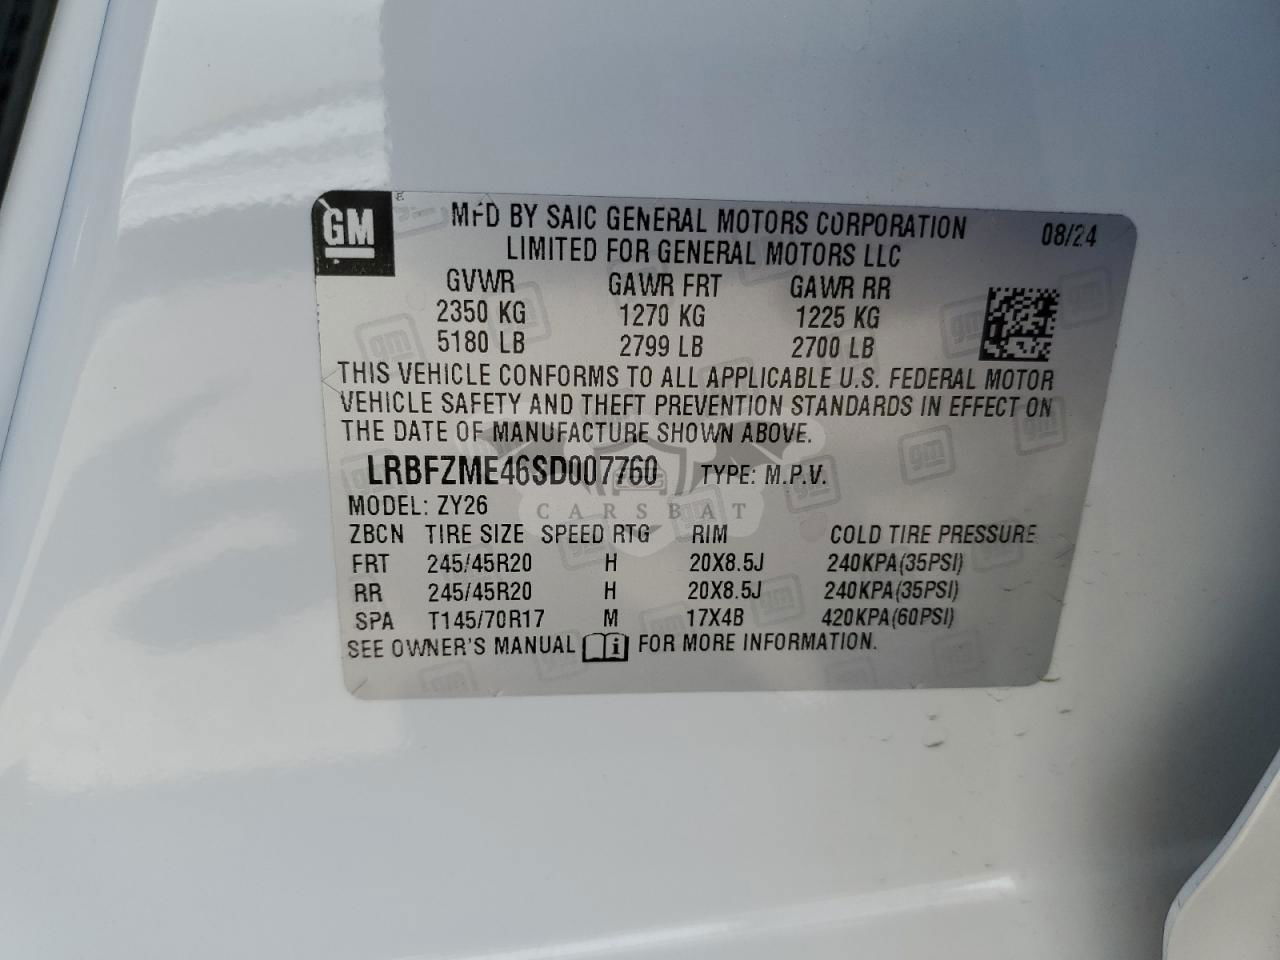 GM
MFD BY SAIC GENERAL MOTORS CORPORATION 08/24
LIMITED FOR GENERAL MOTORS LLC
GVWR GAWR FRT GAWR RR
2350 KG 1270 KG 1225 KG
5180 LB 2799 LB 2700 LB
THIS VEHICLE CONFORMS TO ALL APPLICABLE U.S. FEDERAL MOTOR
VEHICLE SAFETY AND THEFT PREVENTION STANDARDS IN EFFECT ON
THE DATE OF MANUFACTURE SHOWN ABOVE.
LRBFZME46SD007760 TYPE: M.P.V.
MODEL: ZY26
CARSBAT
ZBCN TIRE SIZE SPEED RTG RIM COLD TIRE PRESSURE
FRT 245/45R20 H 20X8.5J 240KPA(35PSI)
RR 245/45R20 H 20X8.5J 240KPA(35PSI)
SPA T145/70R17 M 17X4B 420KPA(60PSI)
SEE OWNER'S MANUAL i FOR MORE INFORMATION.